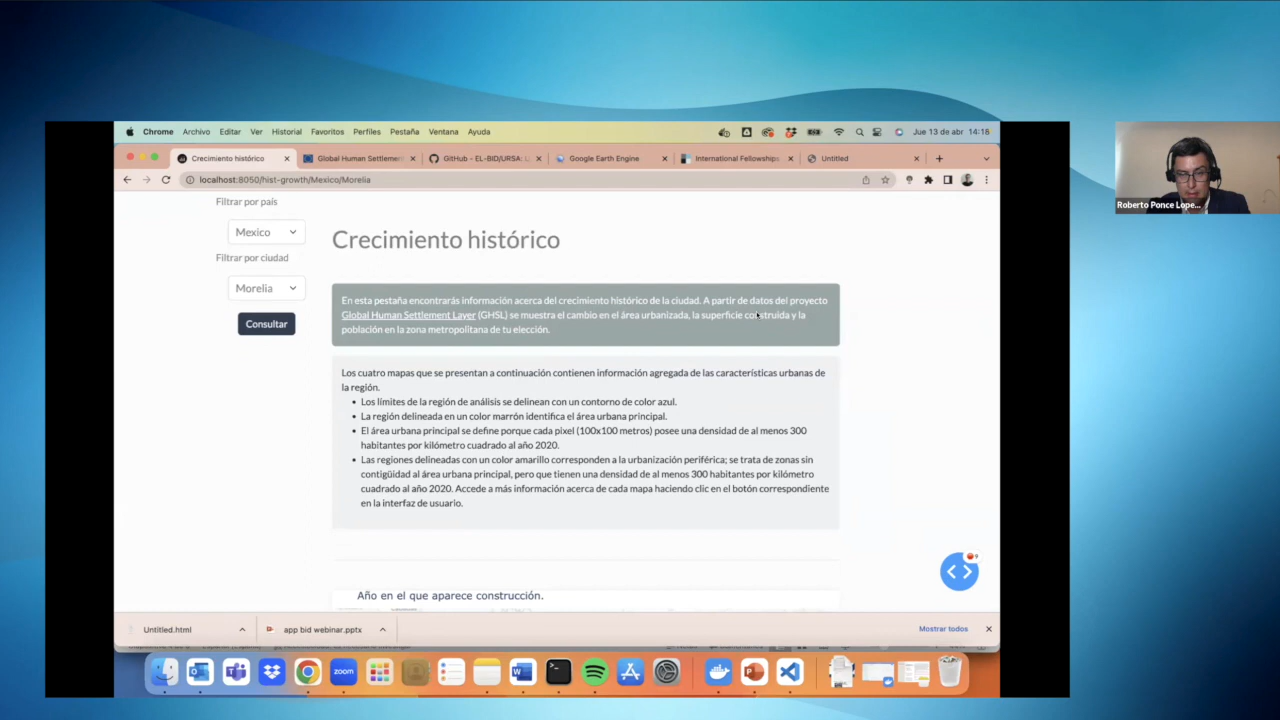 Chrome Archivo Editar Ver Historial Favoritos Perfiles Pestaña Ventana Ayuda Jue 13 de abr 14:16
Crecimiento histórico Global Human Settlement GitHub - EL-BID/URSA: Google Earth Engine International Fellowships Untitled
localhost:8050/hist-growth/Mexico/Morelia
Filtrar por país
Mexico
Filtrar por ciudad
Morelia
Consultar
Crecimiento histórico
En esta pestaña encontrarás información acerca del crecimiento histórico de la ciudad. A partir de datos del proyecto
Global Human Settlement Layer (GHSL) se muestra el cambio en el área urbanizada, la superficie construida y la
población en la zona metropolitana de tu elección.
Los cuatro mapas que se presentan a continuación contienen información agregada de las características urbanas de
la región.
Los límites de la región de análisis se delinean con un contorno de color azul.
La región delineada en un color marrón identifica el área urbana principal.
El área urbana principal se define porque cada pixel (100x100 metros) posee una densidad de al menos 300
habitantes por kilómetro cuadrado al año 2020.
Las regiones delineadas con un color amarillo corresponden a la urbanización periférica; se trata de zonas sin
contigüidad al área urbana principal, pero que tienen una densidad de al menos 300 habitantes por kilómetro
cuadrado al año 2020. Accede a más información acerca de cada mapa haciendo clic en el botón correspondiente
en la interfaz de usuario.
Año en el que aparece construcción.
Untitled.html app bid webinar.pptx Mostrar todos
zoom
Roberto Ponce Lope...